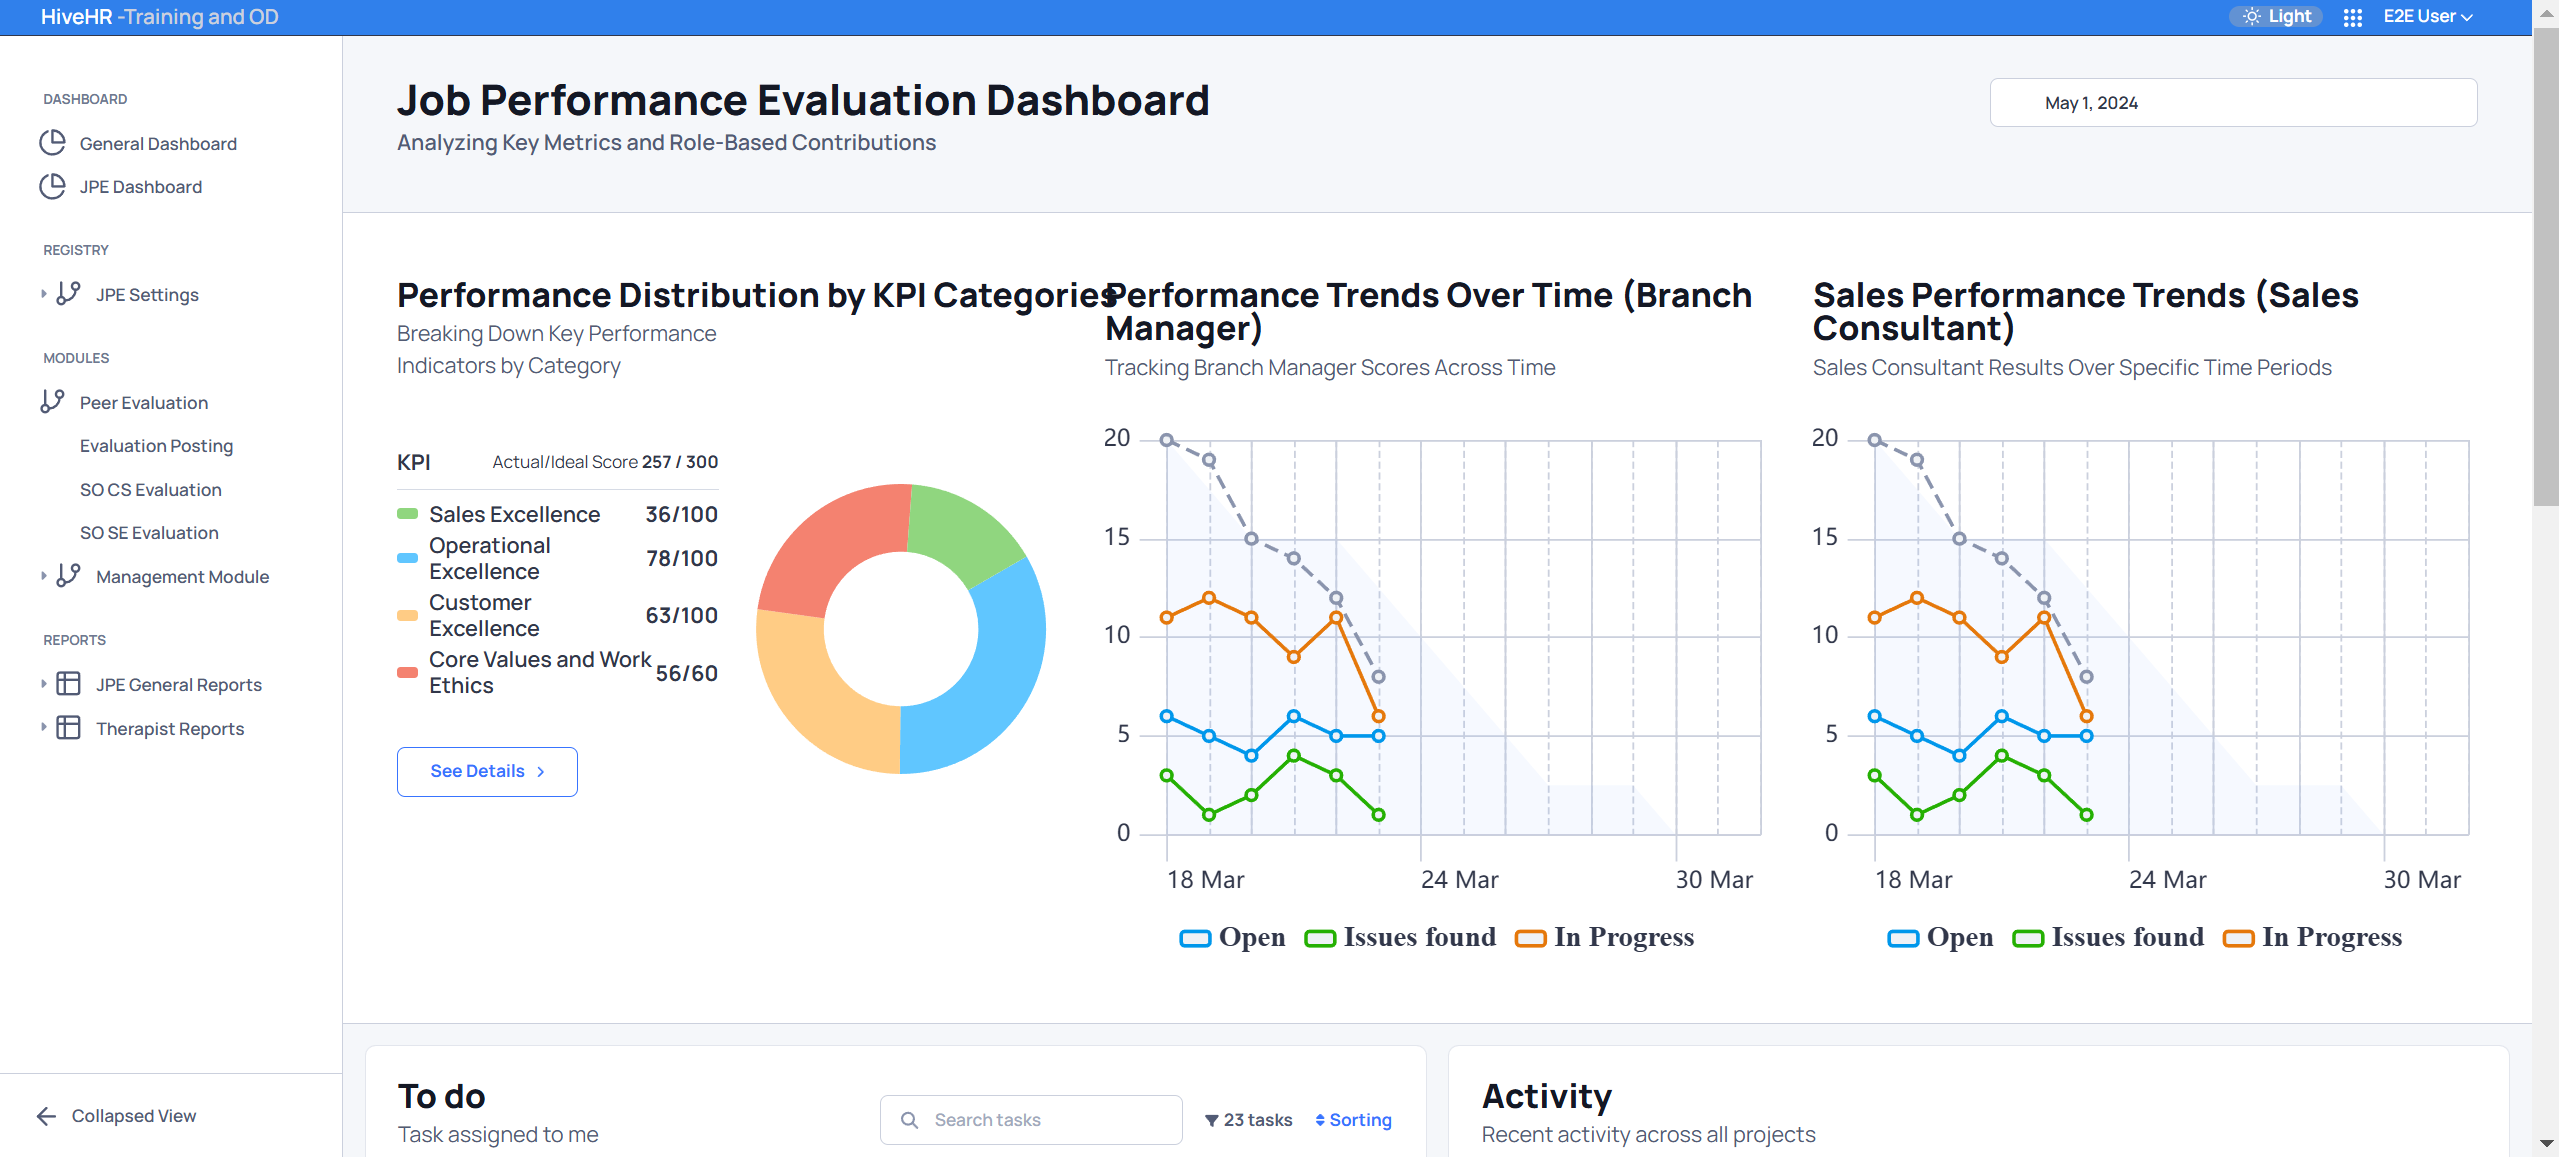 HiveHR -Training and OD
Light
E2E User
DASHBOARD
General Dashboard
JPE Dashboard
REGISTRY
JPE Settings
MODULES
Peer Evaluation
Evaluation Posting
SO CS Evaluation
SO SE Evaluation
Management Module
REPORTS
JPE General Reports
Therapist Reports
Collapsed View
Job Performance Evaluation Dashboard
Analyzing Key Metrics and Role-Based Contributions
May 1, 2024
Performance Distribution by KPI Categories
Breaking Down Key Performance
Indicators by Category
KPI
Actual/Ideal Score 257 / 300
Sales Excellence 36/100
Operational
Excellence
78/100
Customer
Excellence
63/100
Core Values and Work
Ethics
56/60
See Details
Performance Trends Over Time (Branch
Manager)
Tracking Branch Manager Scores Across Time
20
15
10
5
0
18 Mar
24 Mar
30 Mar
Open
Issues found
In Progress
Sales Performance Trends (Sales
Consultant)
Sales Consultant Results Over Specific Time Periods
20
15
10
5
0
18 Mar
24 Mar
30 Mar
Open
Issues found
In Progress
To do
Task assigned to me
Search tasks
23 tasks
Sorting
Activity
Recent activity across all projects